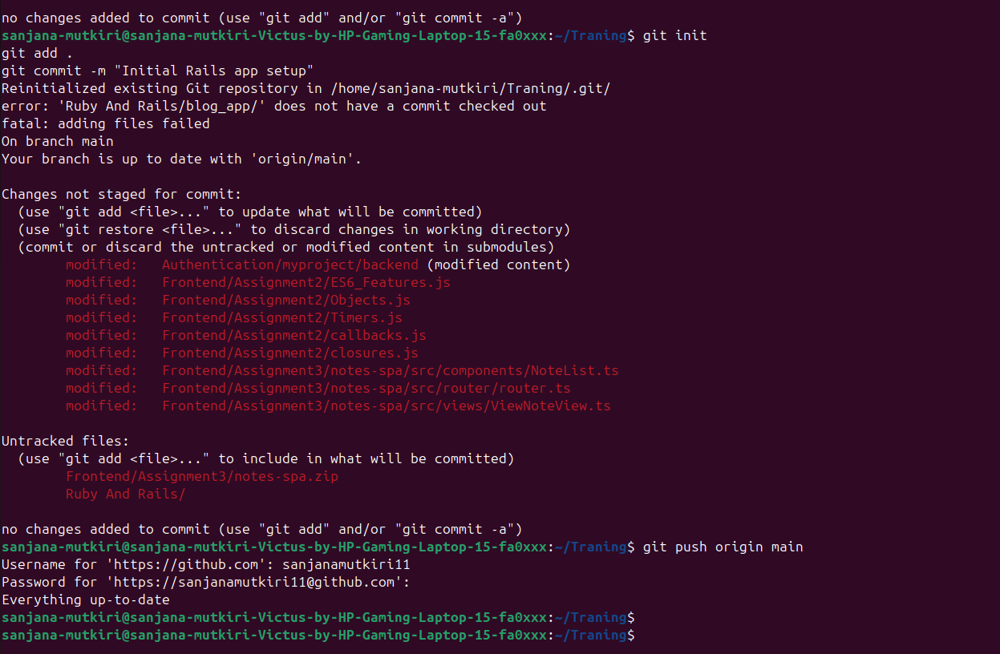 no changes added to commit (use "git add" and/or "git commit -a")
sanjana-mutkiri@sanjana-mutkiri-Victus-by-HP-Gaming-Laptop-15-fa0xxx:~/Traning$ git init
git add .
git commit -m "Initial Rails app setup"
Reinitialized existing Git repository in /home/sanjana-mutkiri/Traning/.git/
error: 'Ruby And Rails/blog_app/' does not have a commit checked out
fatal: adding files failed
On branch main
Your branch is up to date with 'origin/main'.

Changes not staged for commit:
  (use "git add <file>..." to update what will be committed)
  (use "git restore <file>..." to discard changes in working directory)
  (commit or discard the untracked or modified content in submodules)
        modified:   Authentication/myproject/backend (modified content)
        modified:   Frontend/Assignment2/ES6_Features.js
        modified:   Frontend/Assignment2/Objects.js
        modified:   Frontend/Assignment2/Timers.js
        modified:   Frontend/Assignment2/callbacks.js
        modified:   Frontend/Assignment2/closures.js
        modified:   Frontend/Assignment3/notes-spa/src/components/NoteList.ts
        modified:   Frontend/Assignment3/notes-spa/src/router/router.ts
        modified:   Frontend/Assignment3/notes-spa/src/views/ViewNoteView.ts

Untracked files:
  (use "git add <file>..." to include in what will be committed)
        Frontend/Assignment3/notes-spa.zip
        Ruby And Rails/

no changes added to commit (use "git add" and/or "git commit -a")
sanjana-mutkiri@sanjana-mutkiri-Victus-by-HP-Gaming-Laptop-15-fa0xxx:~/Traning$ git push origin main
Username for 'https://github.com': sanjanamutkiri11
Password for 'https://sanjanamutkiri11@github.com':
Everything up-to-date
sanjana-mutkiri@sanjana-mutkiri-Victus-by-HP-Gaming-Laptop-15-fa0xxx:~/Traning$
sanjana-mutkiri@sanjana-mutkiri-Victus-by-HP-Gaming-Laptop-15-fa0xxx:~/Traning$